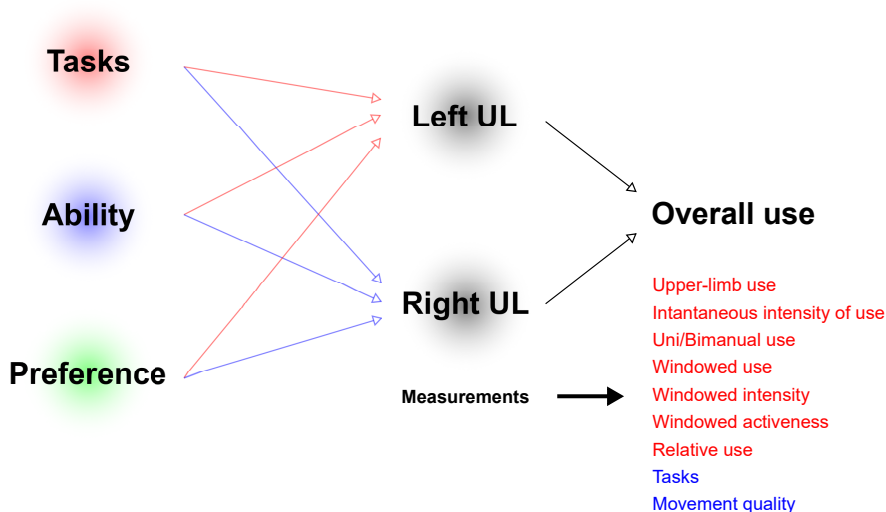 Tasks
Ability
Preference
Left UL
Right UL
Measurements
Overall use
Upper-limb use
Intantaneous intensity of use
Uni/Bimanual use
Windowed use
Windowed intensity
Windowed activeness
Relative use
Tasks
Movement quality